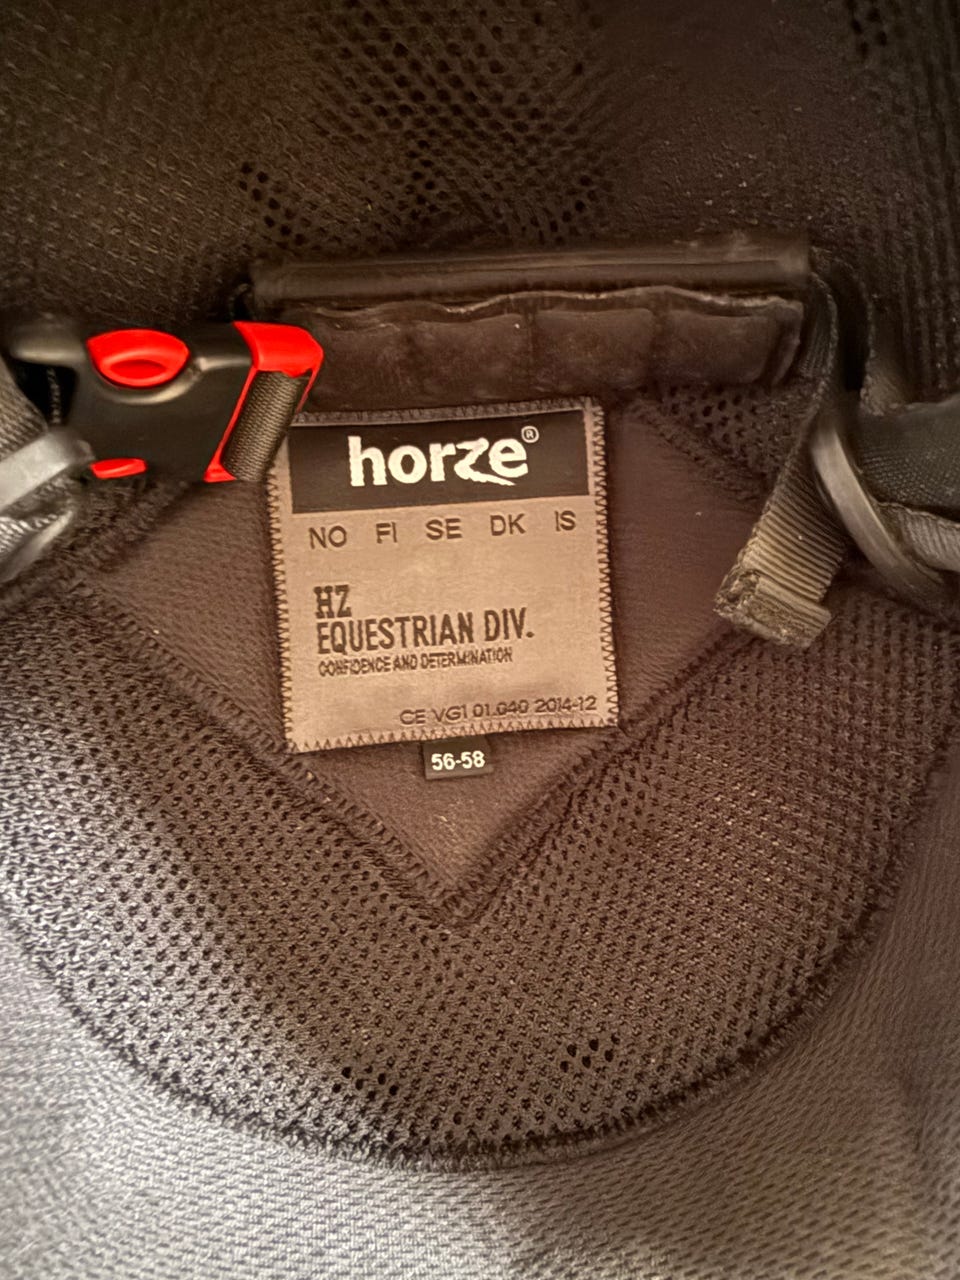 horze®
NO FI SE DK IS
HZ
EQUESTRIAN DIV.
CONFIDENCE AND DETERMINATION
CE VG1 01.040 2014-12
56-58